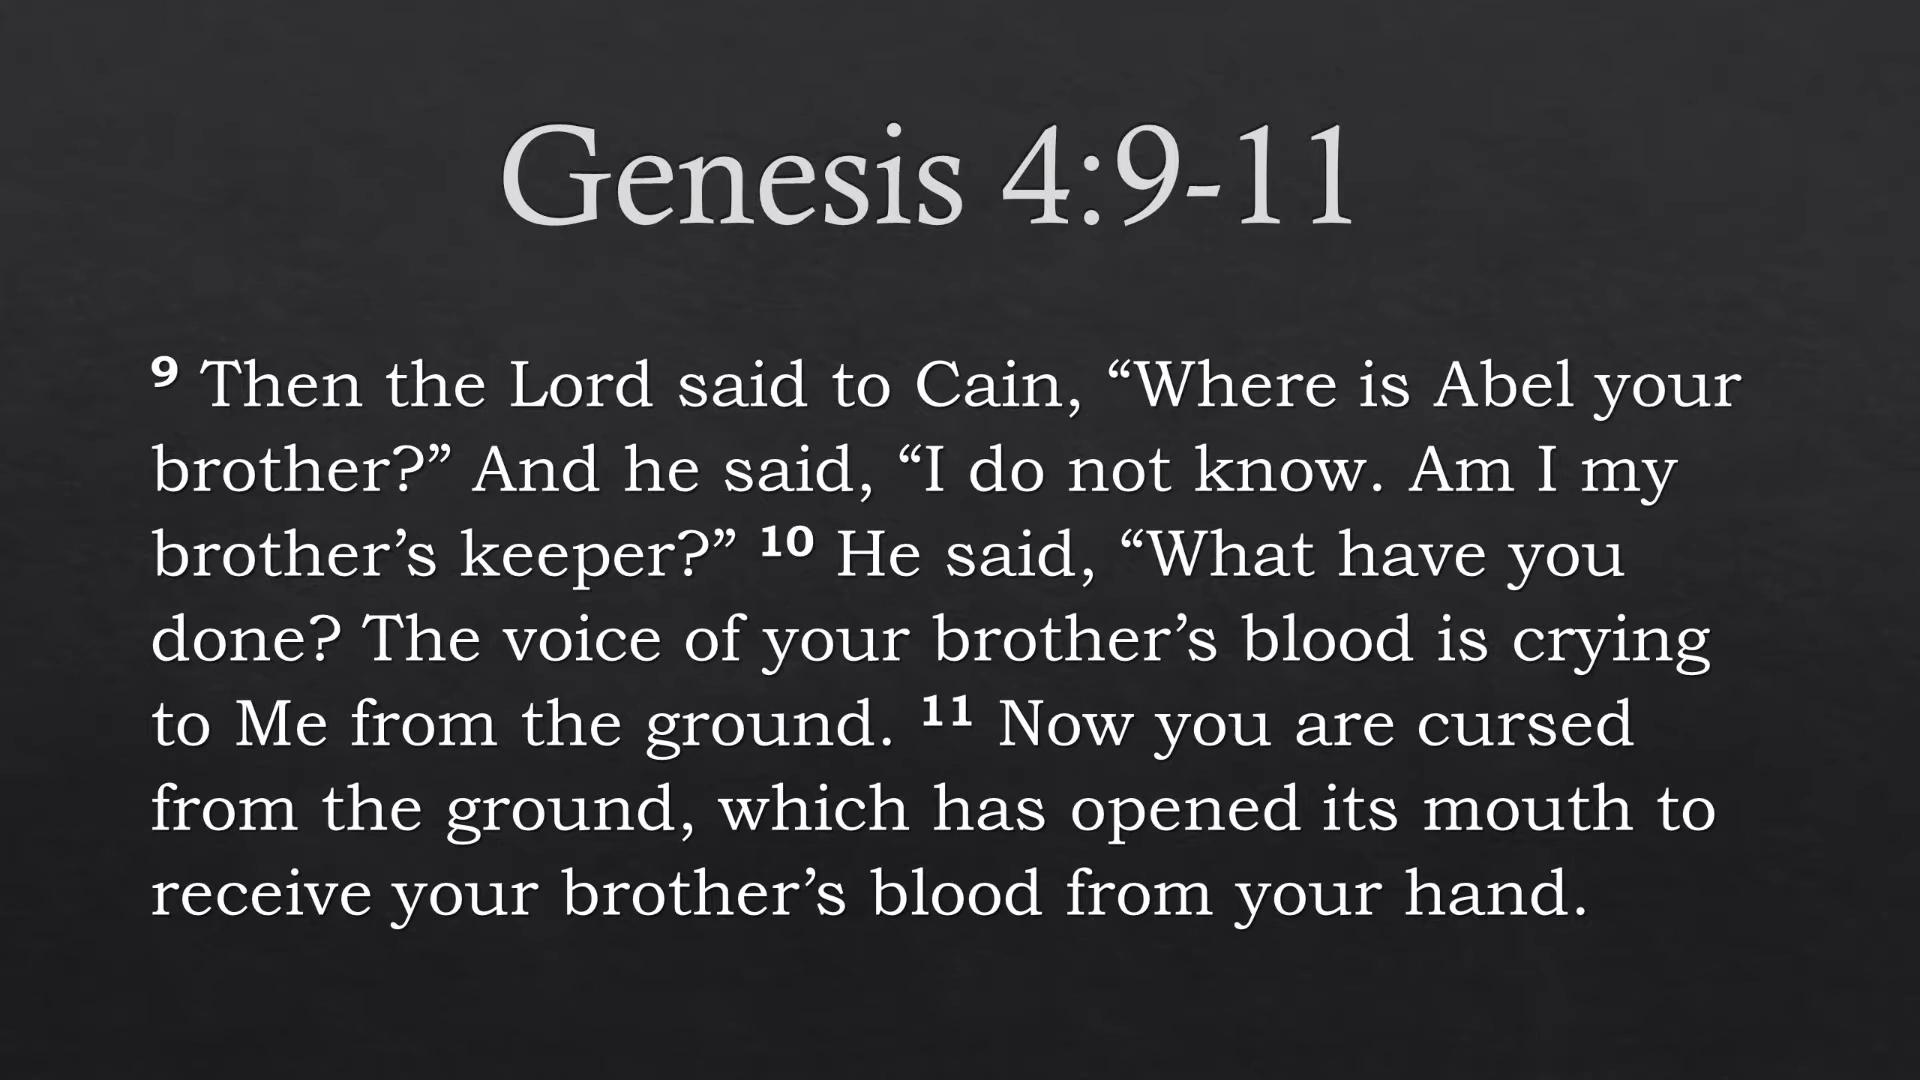 Genesis 4:9-11
9 Then the Lord said to Cain, “Where is Abel your
brother?” And he said, “I do not know. Am I my
brother’s keeper?” 10 He said, “What have you
done? The voice of your brother’s blood is crying
to Me from the ground. 11 Now you are cursed
from the ground, which has opened its mouth to
receive your brother’s blood from your hand.